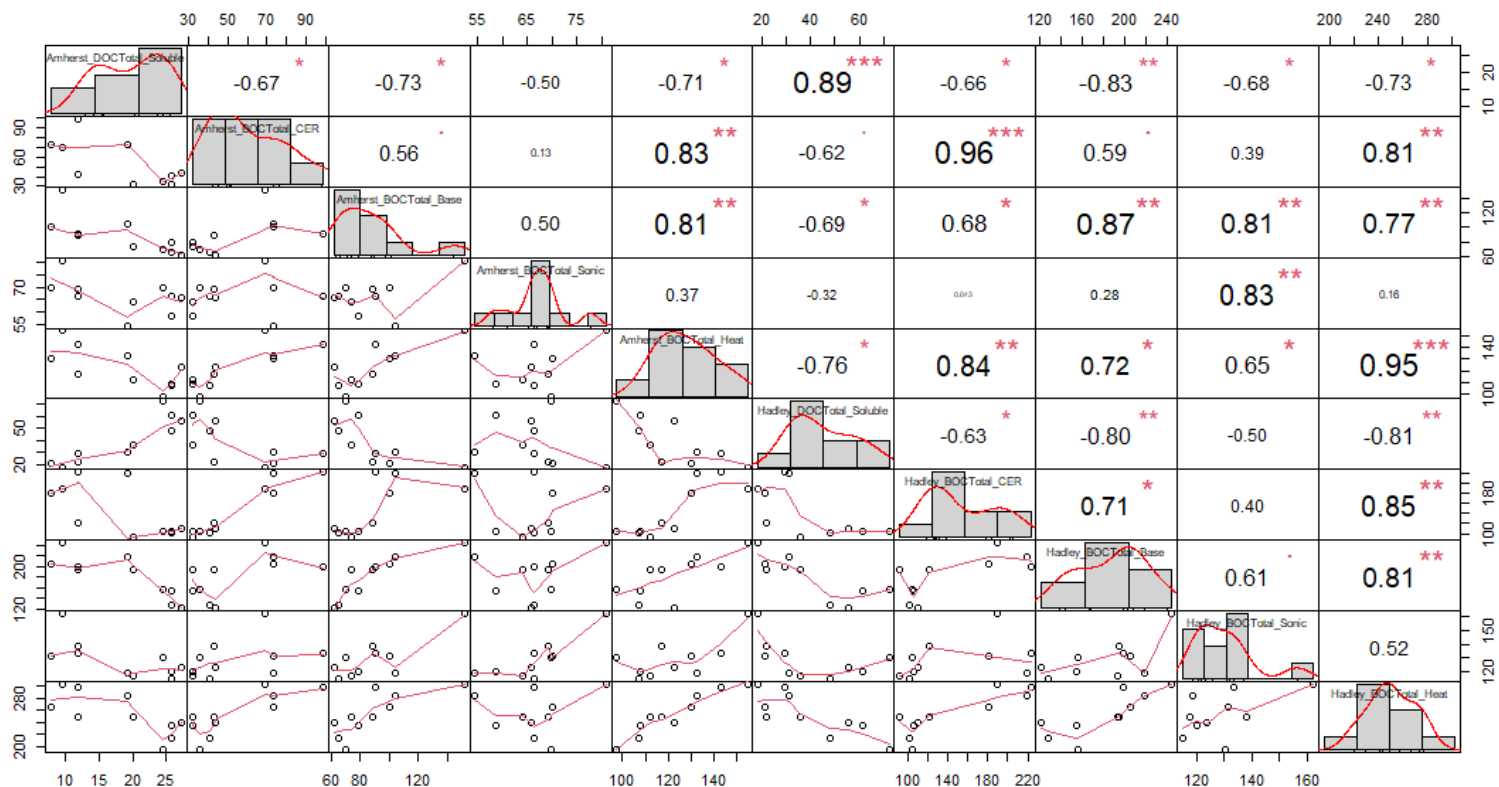 30 50 70 90 55 65 75 20 40 60 120 160 200 240 200 240 280
Amherst_DOCTotal_Soluble -0.67 * -0.73 * -0.50 -0.71 * 0.89 *** -0.66 * -0.83 ** -0.68 * -0.73 * 10 20
30 60 90 Amherst_BOCTotal_CER 0.56 . 0.13 0.83 ** -0.62 . 0.96 *** 0.59 . 0.39 0.81 **
Amherst_BOCTotal_Base 0.50 0.81 ** -0.69 * 0.68 * 0.87 ** 0.81 ** 0.77 ** 60 120
55 70 Amherst_BOCTotal_Sonic 0.37 -0.32 0.043 0.28 0.83 ** 0.16
Amherst_BOCTotal_Heat -0.76 * 0.84 ** 0.72 * 0.65 * 0.95 *** 100 140
20 50 Hadley_DOCTotal_Soluble -0.63 * -0.80 ** -0.50 -0.81 **
Hadley_BOCTotal_CER 0.71 * 0.40 0.85 ** 100 180
120 200 Hadley_BOCTotal_Base 0.61 . 0.81 **
Hadley_BOCTotal_Sonic 0.52 120 150
200 280 Hadley_BOCTotal_Heat
10 15 20 25 60 80 120 100 120 140 100 140 180 220 120 140 160